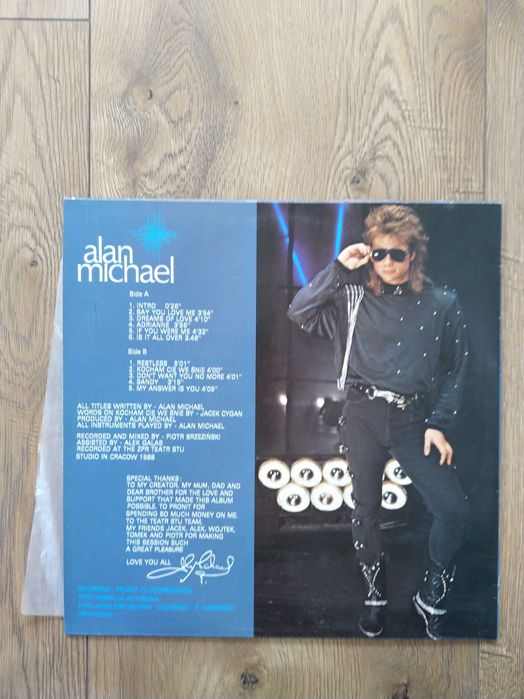 alan
michael
Side A
1. INTRO 0'26"
2. SAY YOU LOVE ME 3'54"
3. DREAMS OF LOVE 4'10"
4. ADRIANNE 3'56"
5. IF YOU WERE ME 4'32"
6. IS IT ALL OVER 3.46"
Side B
1. RESTLESS 5'01"
2. KOCHAM CIĘ WE ŚNIE 4'00"
3. DON'T WANT YOU NO MORE 4'01"
4. SANDY 3'15"
5. MY ANSWER IS YOU 4'05"
ALL TITLES WRITTEN BY - ALAN MICHAEL
WORDS ON KOCHAM CIĘ WE ŚNIE BY - JACEK CYGAN
PRODUCED BY - ALAN MICHAEL
ALL INSTRUMENTS PLAYED BY - ALAN MICHAEL
RECORDED AND MIXED BY - PIOTR BRZEZIŃSKI
ASSISTED BY - ALEK GALAS
RECORDED AT THE ZPR TEATR STU
STUDIO IN CRACOW 1988
SPECIAL THANKS:
TO MY CREATOR, MY MUM, DAD AND
DEAR BROTHER FOR THE LOVE AND
SUPPORT THAT MADE THIS ALBUM
POSSIBLE. TO PRONIT FOR
SPENDING SO MUCH MONEY ON ME.
TO THE TEATR STU TEAM,
MY FRIENDS JACEK, ALEK, WOJTEK,
TOMEK AND PIOTR FOR MAKING
THIS SESSION SUCH
A GREAT PLEASURE
LOVE YOU ALL
PRONIT IN COOPERATION